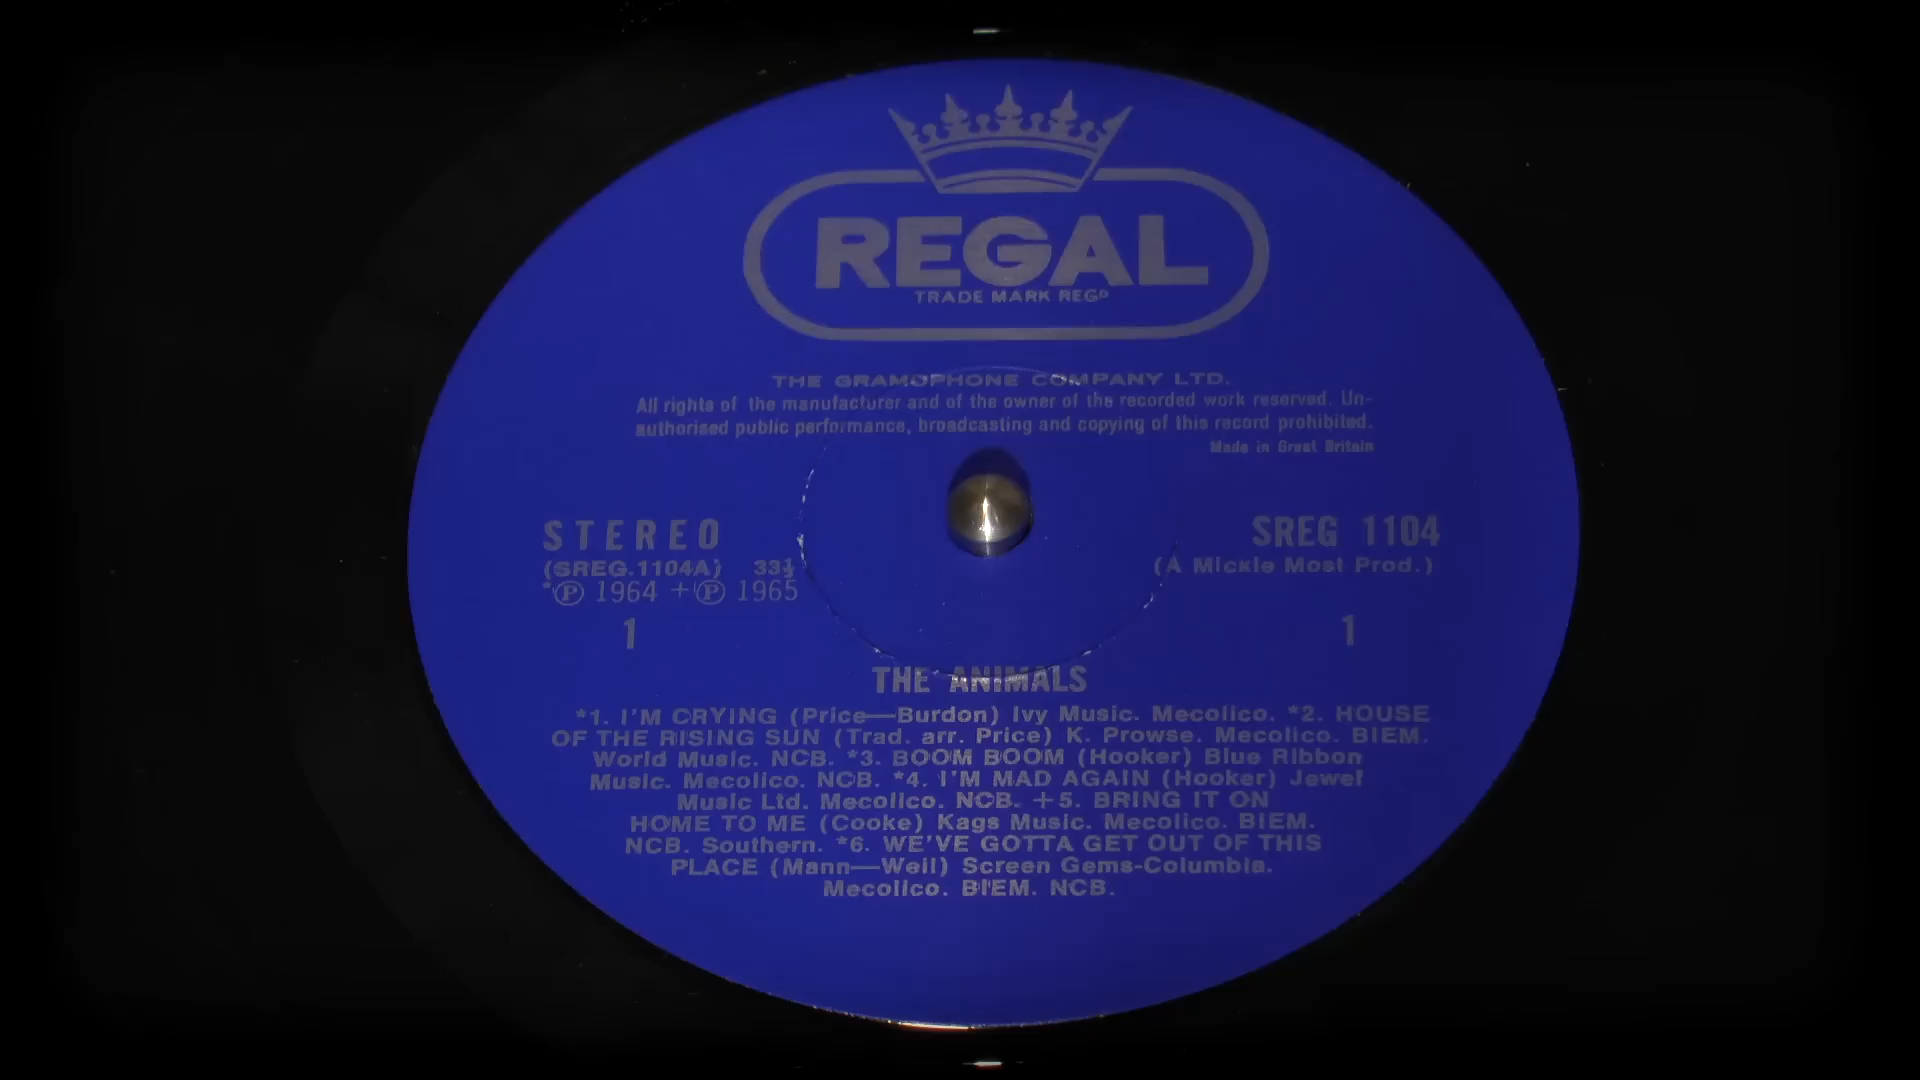 REGAL
TRADE MARK REGD
THE GRAMOPHONE COMPANY LTD.
All rights of the manufacturer and of the owner of the recorded work reserved. Un-
authorised public performance, broadcasting and copying of this record prohibited.
Made in Great Britain
STEREO
SREG 1104
(SREG.1104A) 33⅓
(A Mickie Most Prod.)
*℗ 1964 +℗ 1965
1 1
THE ANIMALS
*1. I'M CRYING (Price—Burdon) Ivy Music. Mecolico. *2. HOUSE
OF THE RISING SUN (Trad. arr. Price) K. Prowse. Mecolico. BIEM.
World Music. NCB. *3. BOOM BOOM (Hooker) Blue Ribbon
Music. Mecolico. NCB. *4. I'M MAD AGAIN (Hooker) Jewel
Music Ltd. Mecolico. NCB. +5. BRING IT ON
HOME TO ME (Cooke) Kags Music. Mecolico. BIEM.
NCB. Southern. *6. WE'VE GOTTA GET OUT OF THIS
PLACE (Mann—Weil) Screen Gems-Columbia.
Mecolico. BIEM. NCB.